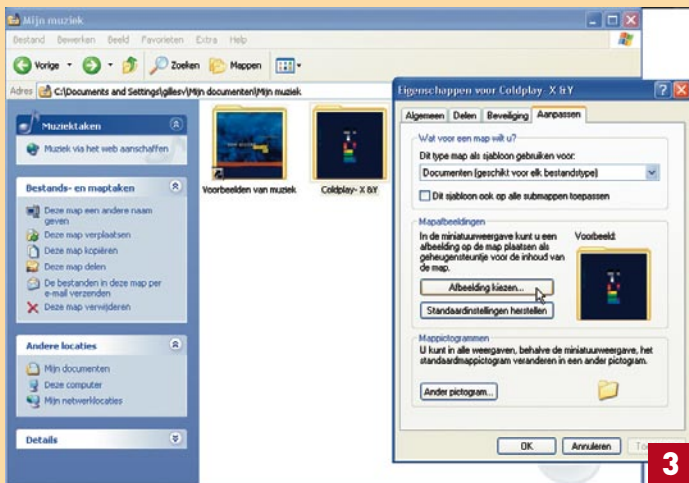 Mijn muziek
Bestand Bewerken Beeld Favorieten Extra Help
Vorige Zoeken Mappen
Adres C:\Documents and Settings\gillesv\Mijn documenten\Mijn muziek
Muziektaken
Muziek via het web aanschaffen
Bestands- en maptaken
Deze map een andere naam
geven
Deze map verplaatsen
Deze map kopiëren
Deze map delen
De bestanden in deze map per
e-mail verzenden
Deze map verwijderen
Andere locaties
Mijn documenten
Deze computer
Mijn netwerklocaties
Details
Voorbeelden van muziek
Coldplay- X &Y
Eigenschappen voor Coldplay- X &Y
Algemeen Delen Beveiliging Aanpassen
Wat voor een map wilt u?
Dit type map als sjabloon gebruiken voor:
Documenten (geschikt voor elk bestandstype)
Dit sjabloon ook op alle submappen toepassen
Mapafbeeldingen
In de miniatuurweergave kunt u een
afbeelding op de map plaatsen als
geheugensteuntje voor de inhoud van
de map.
Voorbeeld:
Afbeelding kiezen...
Standaardinstellingen herstellen
Mappictogrammen
U kunt in alle weergaven, behalve de miniatuurweergave, het
standaardmappictogram veranderen in een ander pictogram.
Ander pictogram...
OK Annuleren
3